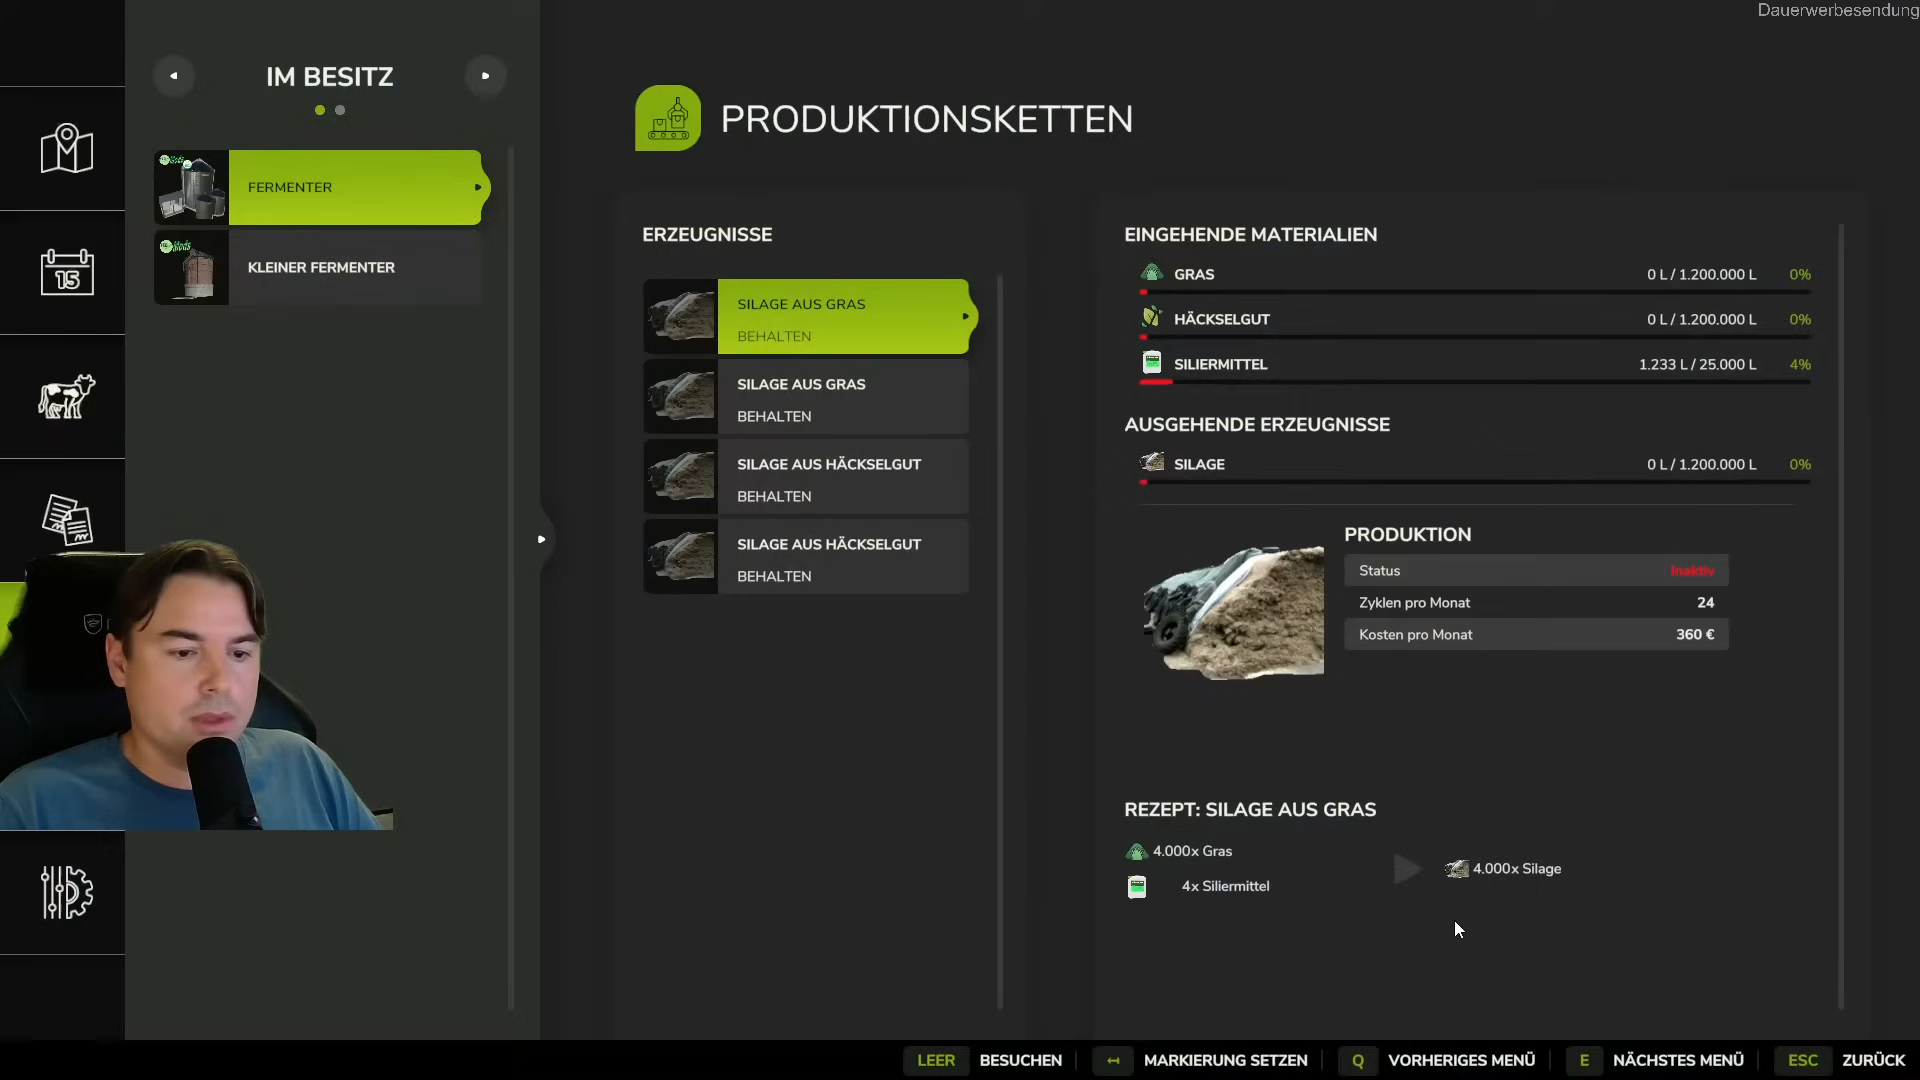 Dauerwerbesendung
IM BESITZ
FERMENTER
KLEINER FERMENTER
15
PRODUKTIONSKETTEN
ERZEUGNISSE
SILAGE AUS GRAS
BEHALTEN
SILAGE AUS GRAS
BEHALTEN
SILAGE AUS HÄCKSELGUT
BEHALTEN
SILAGE AUS HÄCKSELGUT
BEHALTEN
EINGEHENDE MATERIALIEN
GRAS 0 L / 1.200.000 L 0%
HÄCKSELGUT 0 L / 1.200.000 L 0%
SILIERMITTEL 1.233 L / 25.000 L 4%
AUSGEHENDE ERZEUGNISSE
SILAGE 0 L / 1.200.000 L 0%
PRODUKTION
Status Inaktiv
Zyklen pro Monat 24
Kosten pro Monat 360 €
REZEPT: SILAGE AUS GRAS
4.000x Gras
4x Siliermittel
4.000x Silage
LEER BESUCHEN
MARKIERUNG SETZEN
Q VORHERIGES MENÜ
E NÄCHSTES MENÜ
ESC ZURÜCK